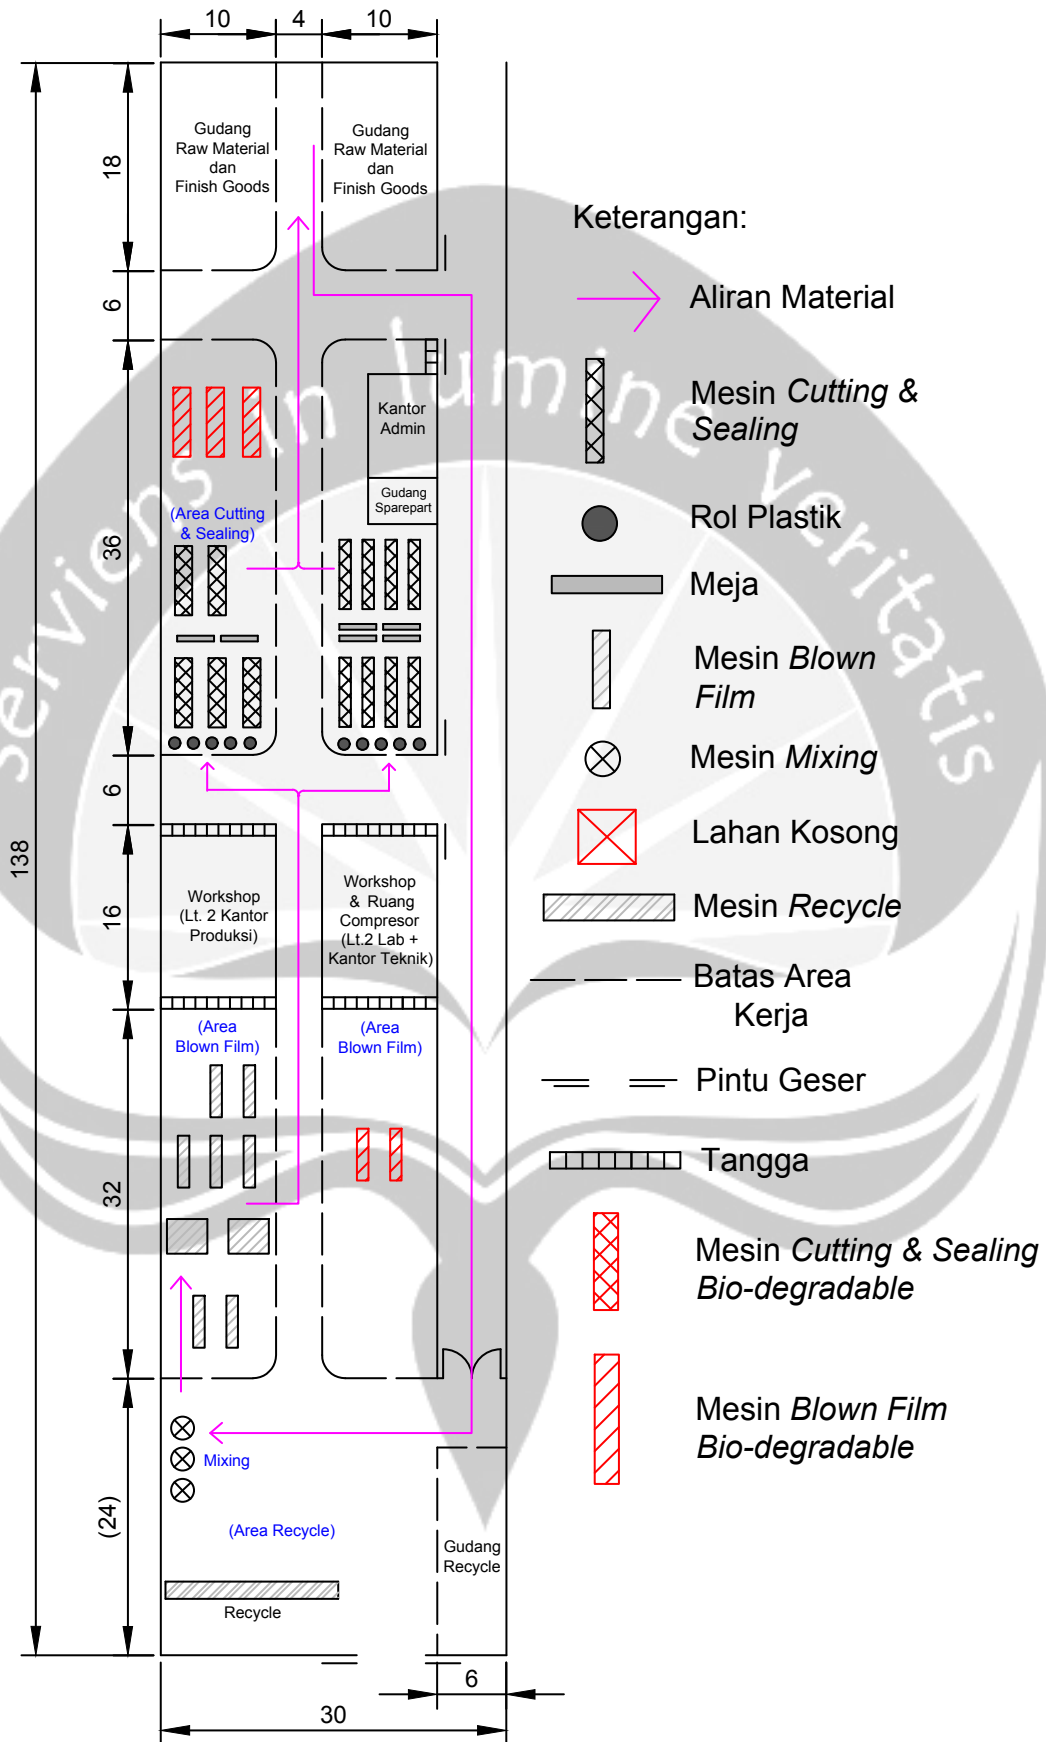 10
4
10
18
6
36
6
138
16
32
(24)
6
30
Gudang
Raw Material
dan
Finish Goods
Gudang
Raw Material
dan
Finish Goods
Kantor
Admin
Gudang
Sparepart
(Area Cutting
& Sealing)
Workshop
(Lt. 2 Kantor
Produksi)
Workshop
& Ruang
Compresor
(Lt.2 Lab +
Kantor Teknik)
(Area
Blown Film)
(Area
Blown Film)
Mixing
(Area Recycle)
Recycle
Gudang
Recycle
Keterangan:
Aliran Material
Mesin Cutting &
Sealing
Rol Plastik
Meja
Mesin Blown
Film
Mesin Mixing
Lahan Kosong
Mesin Recycle
Batas Area
Kerja
Pintu Geser
Tangga
Mesin Cutting & Sealing
Bio-degradable
Mesin Blown Film
Bio-degradable
serviens in lumine veritatis